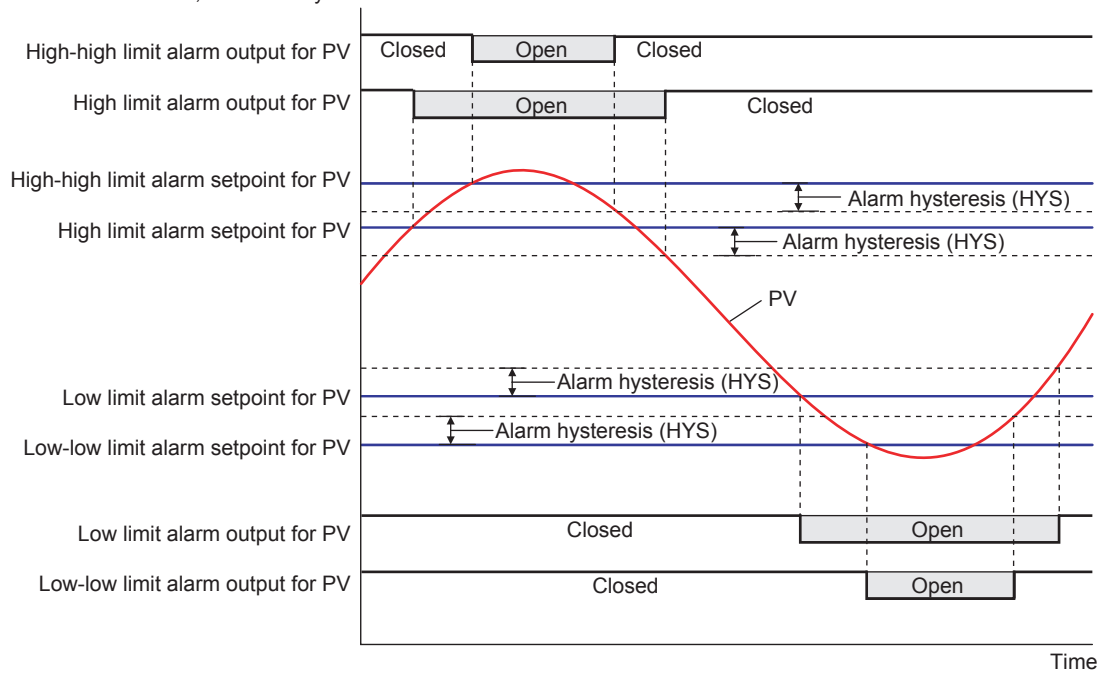 High-high limit alarm output for PV
Closed
Open
Closed
High limit alarm output for PV
Open
Closed
High-high limit alarm setpoint for PV
Alarm hysteresis (HYS)
High limit alarm setpoint for PV
Alarm hysteresis (HYS)
PV
Alarm hysteresis (HYS)
Low limit alarm setpoint for PV
Alarm hysteresis (HYS)
Low-low limit alarm setpoint for PV
Low limit alarm output for PV
Closed
Open
Low-low limit alarm output for PV
Closed
Open
Time